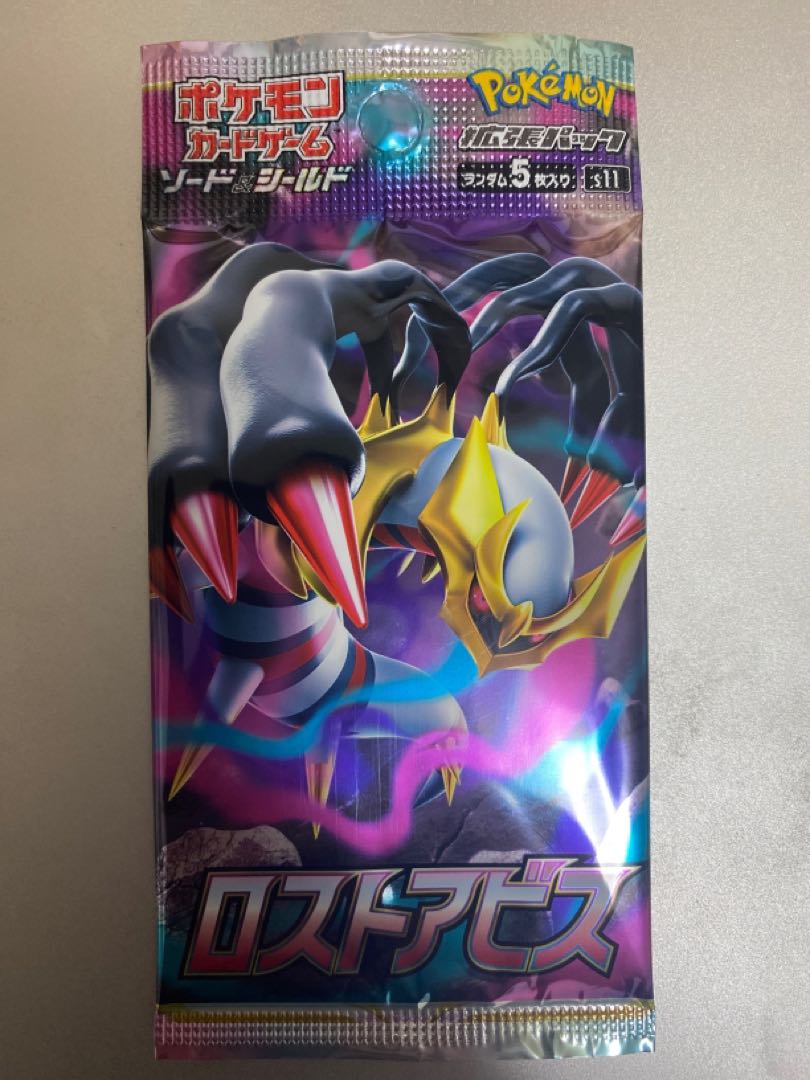 ポケモン
カードゲーム
ソード&シールド
POKéMON
拡張パック
ランダム5枚入り
S11
ロストアビス